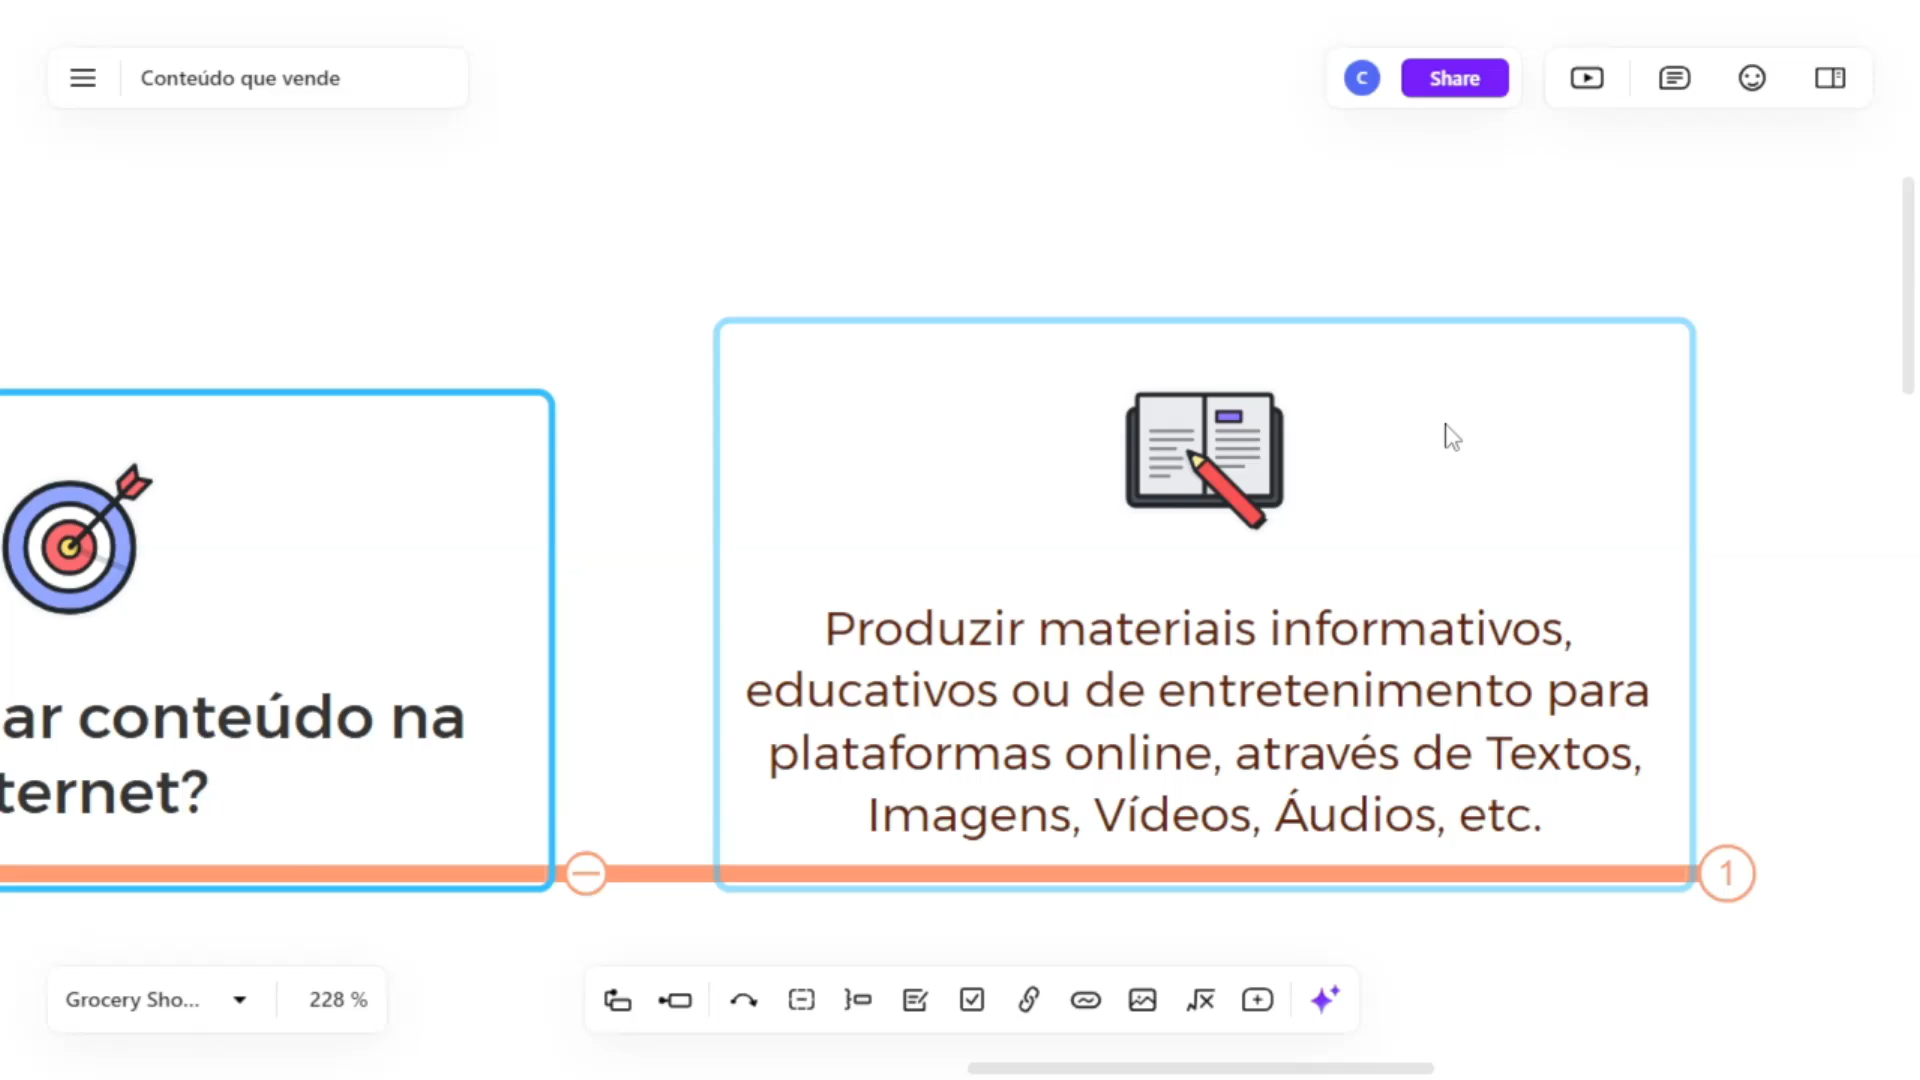 Conteúdo que vende
C
Share
ar conteúdo na
ternet?
Produzir materiais informativos,
educativos ou de entretenimento para
plataformas online, através de Textos,
Imagens, Vídeos, Áudios, etc.
1
Grocery Sho...
228 %